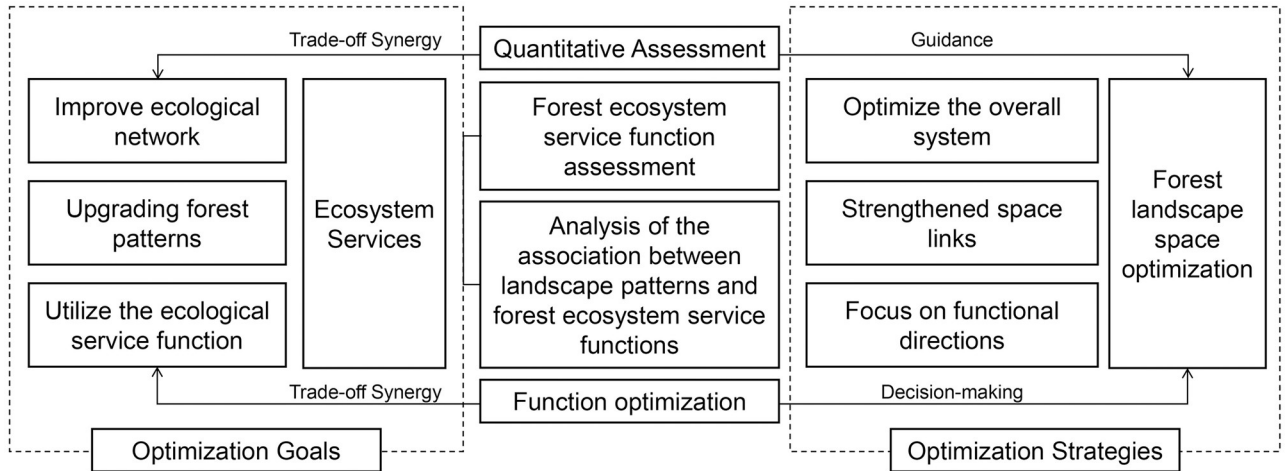 Trade-off Synergy
Quantitative Assessment
Guidance
Improve ecological
network
Upgrading forest
patterns
Utilize the ecological
service function
Ecosystem
Services
Forest ecosystem
service function
assessment
Analysis of the
association between
landscape patterns and
forest ecosystem service
functions
Optimize the overall
system
Strengthened space
links
Focus on functional
directions
Forest
landscape
space
optimization
Trade-off Synergy
Function optimization
Decision-making
Optimization Goals
Optimization Strategies